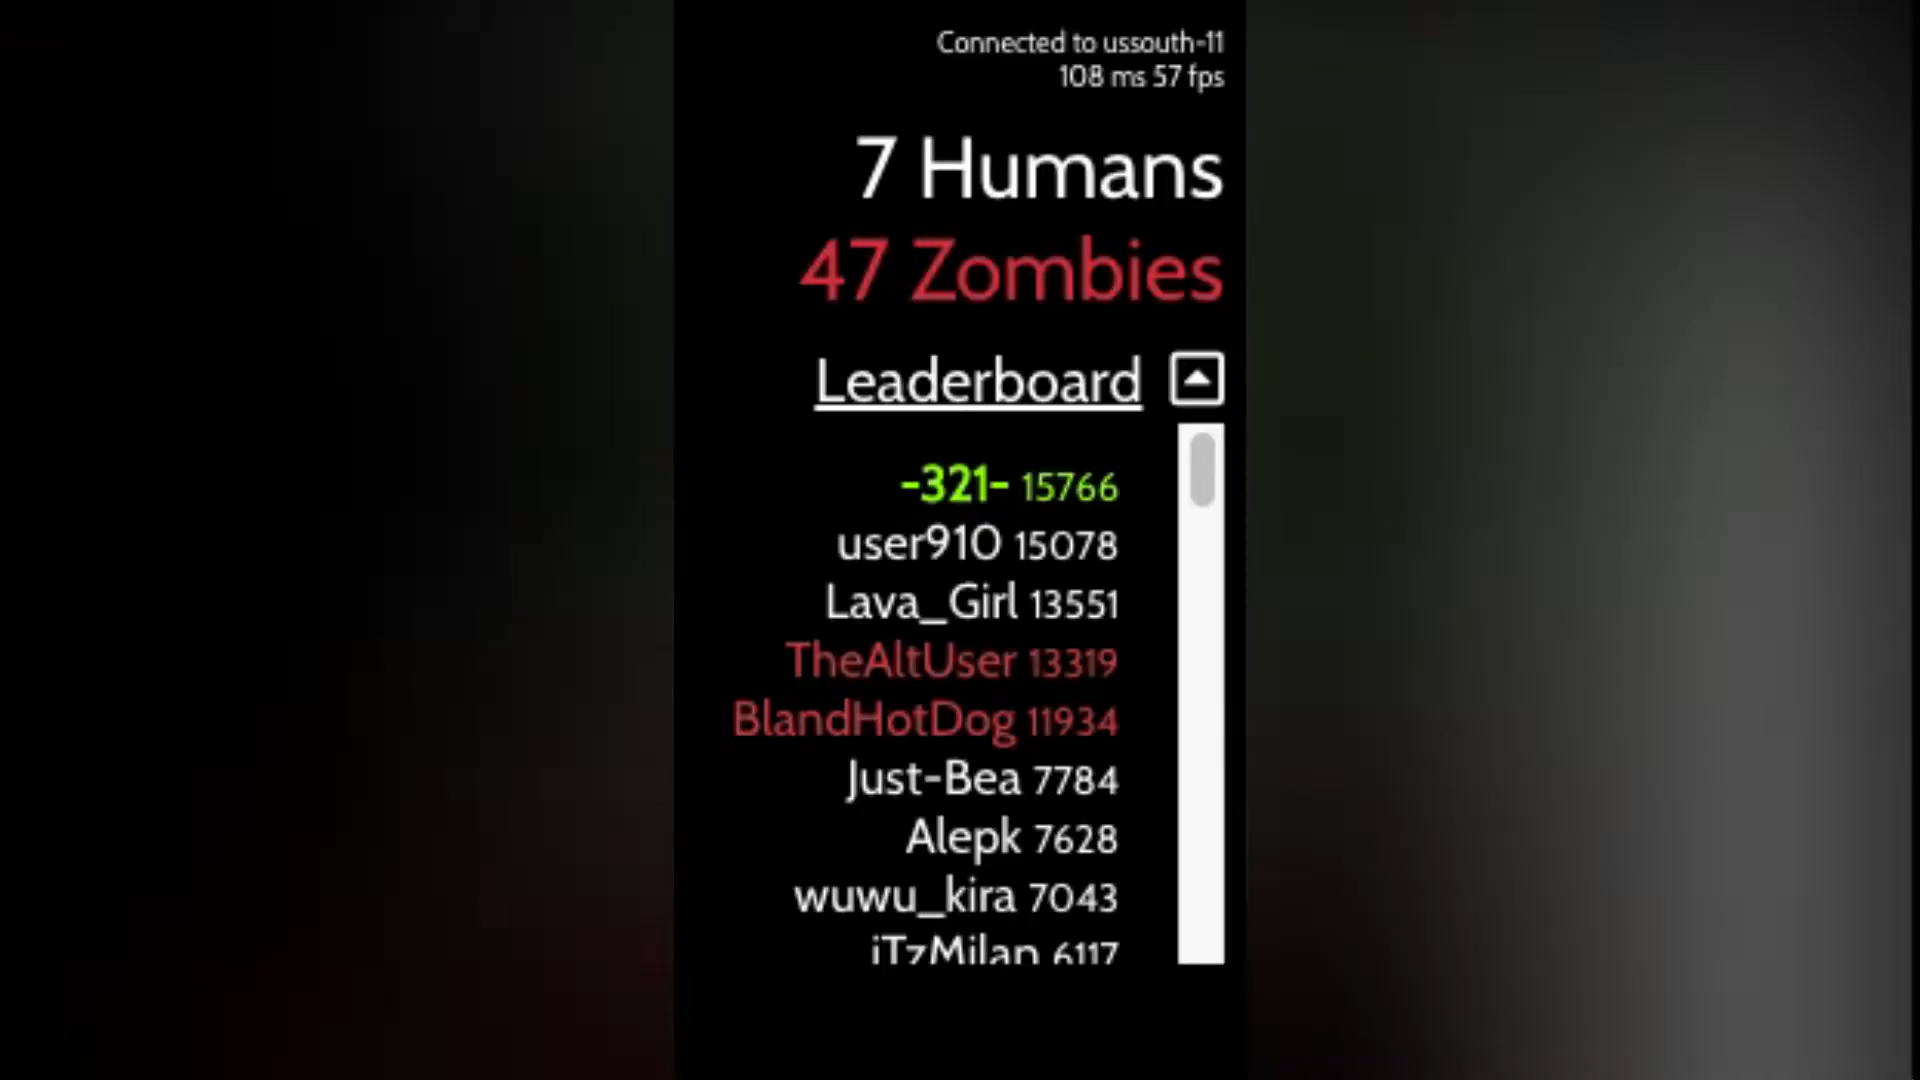 Connected to ussouth-11
108 ms 57 fps
7 Humans
47 Zombies
Leaderboard
-321- 15766
user910 15078
Lava_Girl 13551
TheAltUser 13319
BlandHotDog 11934
Just-Bea 7784
Alepk 7628
wuwu_kira 7043
iTzMilan 6117